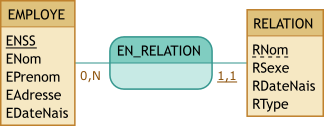 EMPLOYE
ENSS
ENom
EPrenom
EAdresse
EDateNais
EN_RELATION
0,N
1,1
RELATION
RNom
RSexe
RDateNais
RType